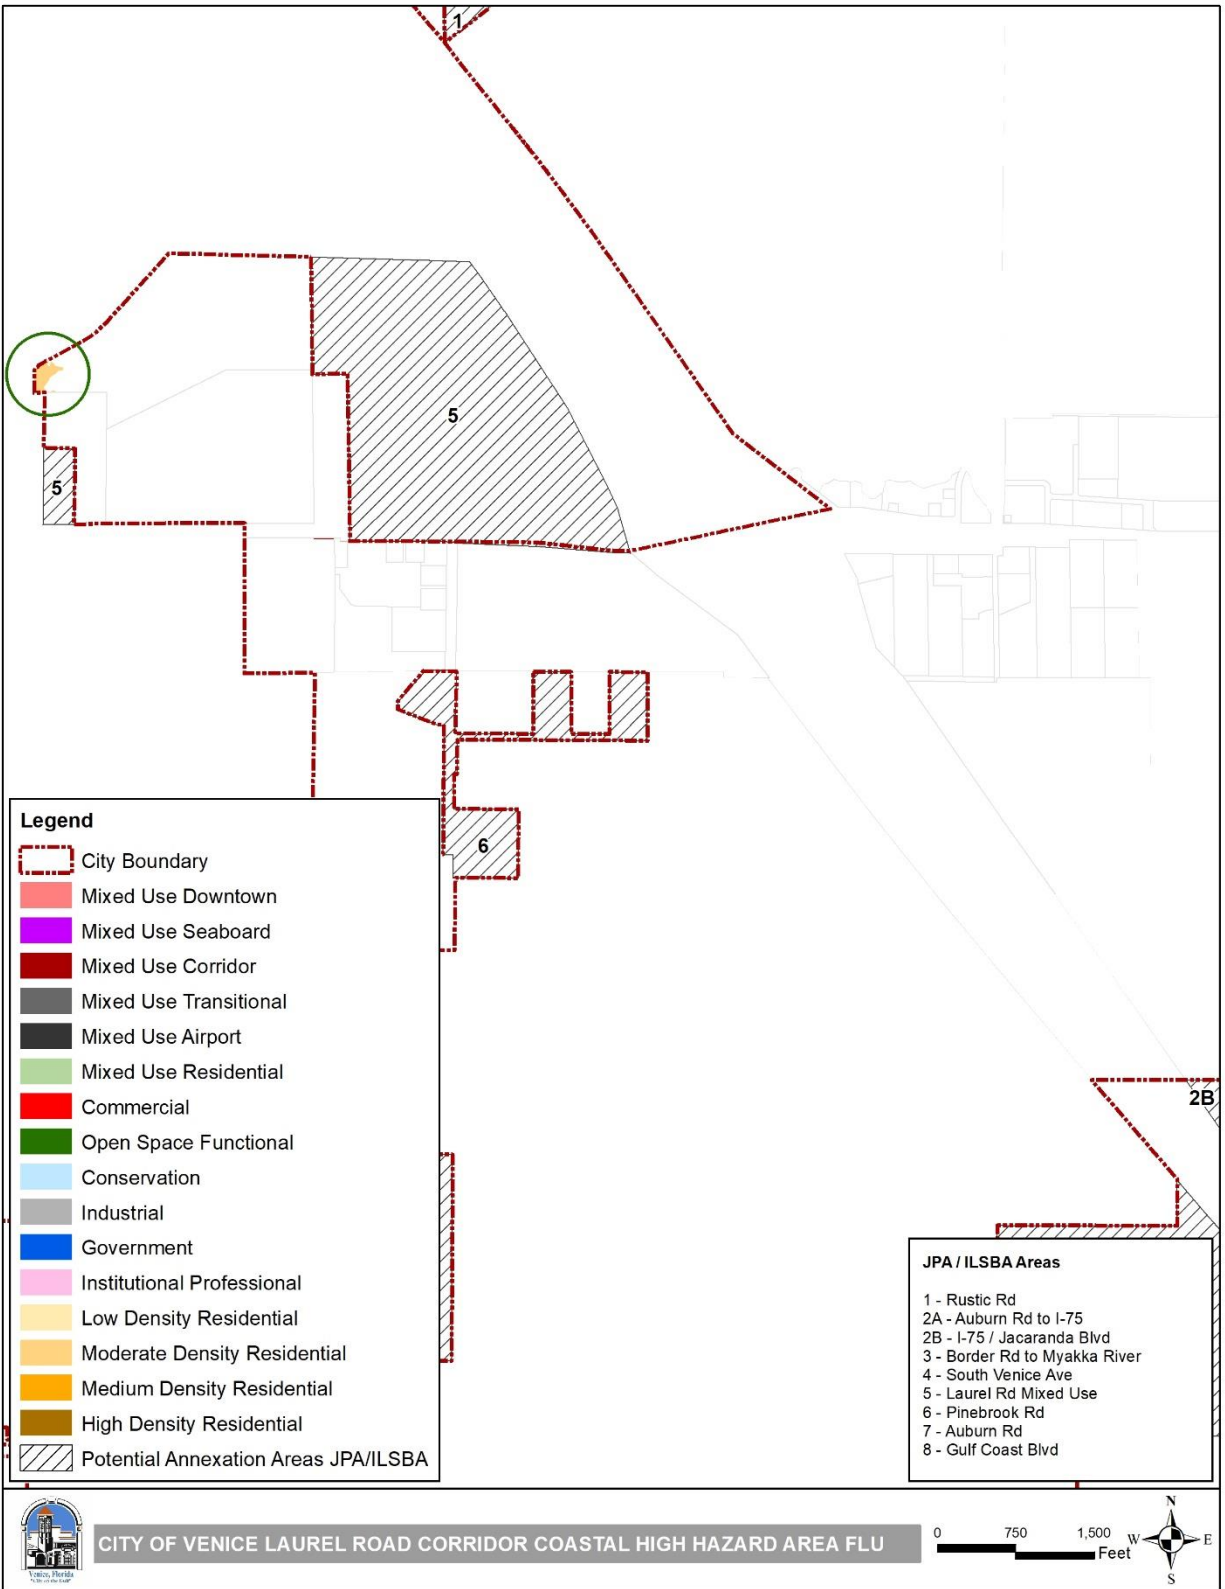 1
5
5
6
2B
Legend
City Boundary
Mixed Use Downtown
Mixed Use Seaboard
Mixed Use Corridor
Mixed Use Transitional
Mixed Use Airport
Mixed Use Residential
Commercial
Open Space Functional
Conservation
Industrial
Government
Institutional Professional
Low Density Residential
Moderate Density Residential
Medium Density Residential
High Density Residential
Potential Annexation Areas JPA/ILSBA
JPA / ILSBA Areas
1 - Rustic Rd
2A - Auburn Rd to I-75
2B - I-75 / Jacaranda Blvd
3 - Border Rd to Myakka River
4 - South Venice Ave
5 - Laurel Rd Mixed Use
6 - Pinebrook Rd
7 - Auburn Rd
8 - Gulf Coast Blvd
Venice, Florida
"City on the Gulf"
CITY OF VENICE LAUREL ROAD CORRIDOR COASTAL HIGH HAZARD AREA FLU
0 750 1,500
Feet
N
W E
S